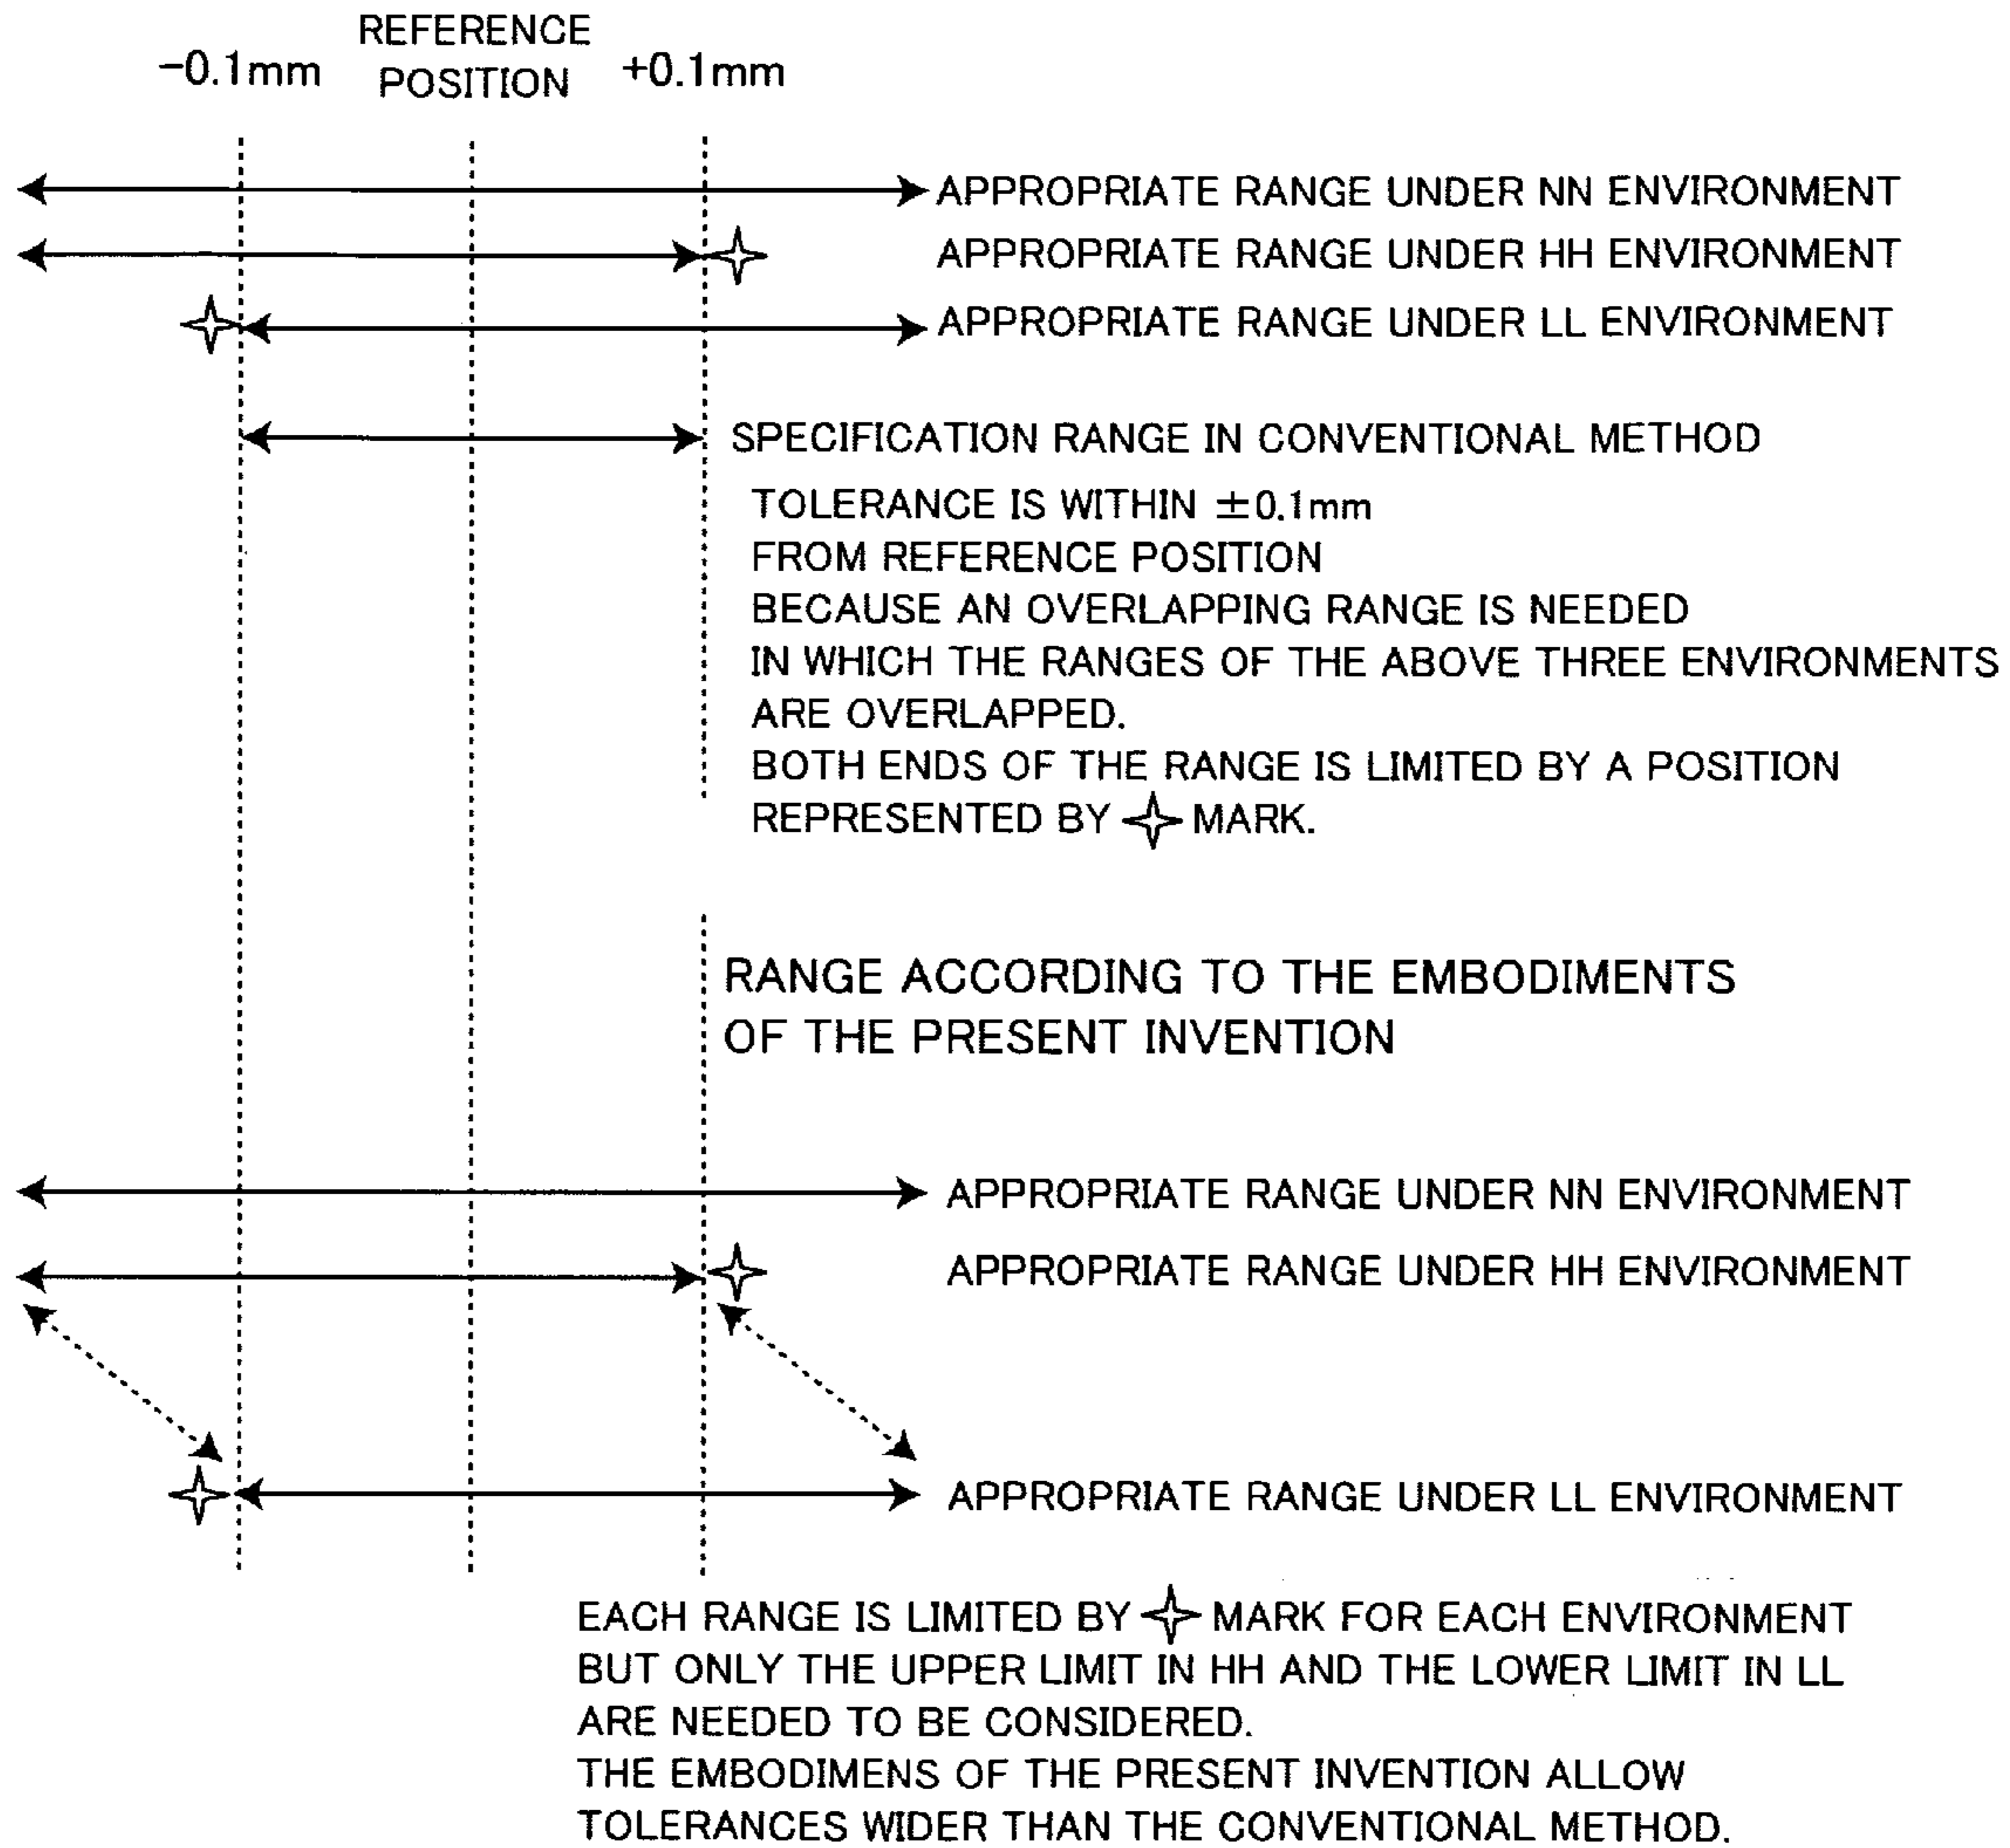 REFERENCE
POSITION
-0.1mm
+0.1mm
APPROPRIATE RANGE UNDER NN ENVIRONMENT
APPROPRIATE RANGE UNDER HH ENVIRONMENT
APPROPRIATE RANGE UNDER LL ENVIRONMENT
SPECIFICATION RANGE IN CONVENTIONAL METHOD
TOLERANCE IS WITHIN ±0.1mm
FROM REFERENCE POSITION
BECAUSE AN OVERLAPPING RANGE IS NEEDED
IN WHICH THE RANGES OF THE ABOVE THREE ENVIRONMENTS
ARE OVERLAPPED.
BOTH ENDS OF THE RANGE IS LIMITED BY A POSITION
REPRESENTED BY ✧ MARK.
RANGE ACCORDING TO THE EMBODIMENTS
OF THE PRESENT INVENTION
APPROPRIATE RANGE UNDER NN ENVIRONMENT
APPROPRIATE RANGE UNDER HH ENVIRONMENT
APPROPRIATE RANGE UNDER LL ENVIRONMENT
EACH RANGE IS LIMITED BY ✧ MARK FOR EACH ENVIRONMENT
BUT ONLY THE UPPER LIMIT IN HH AND THE LOWER LIMIT IN LL
ARE NEEDED TO BE CONSIDERED.
THE EMBODIMENS OF THE PRESENT INVENTION ALLOW
TOLERANCES WIDER THAN THE CONVENTIONAL METHOD.